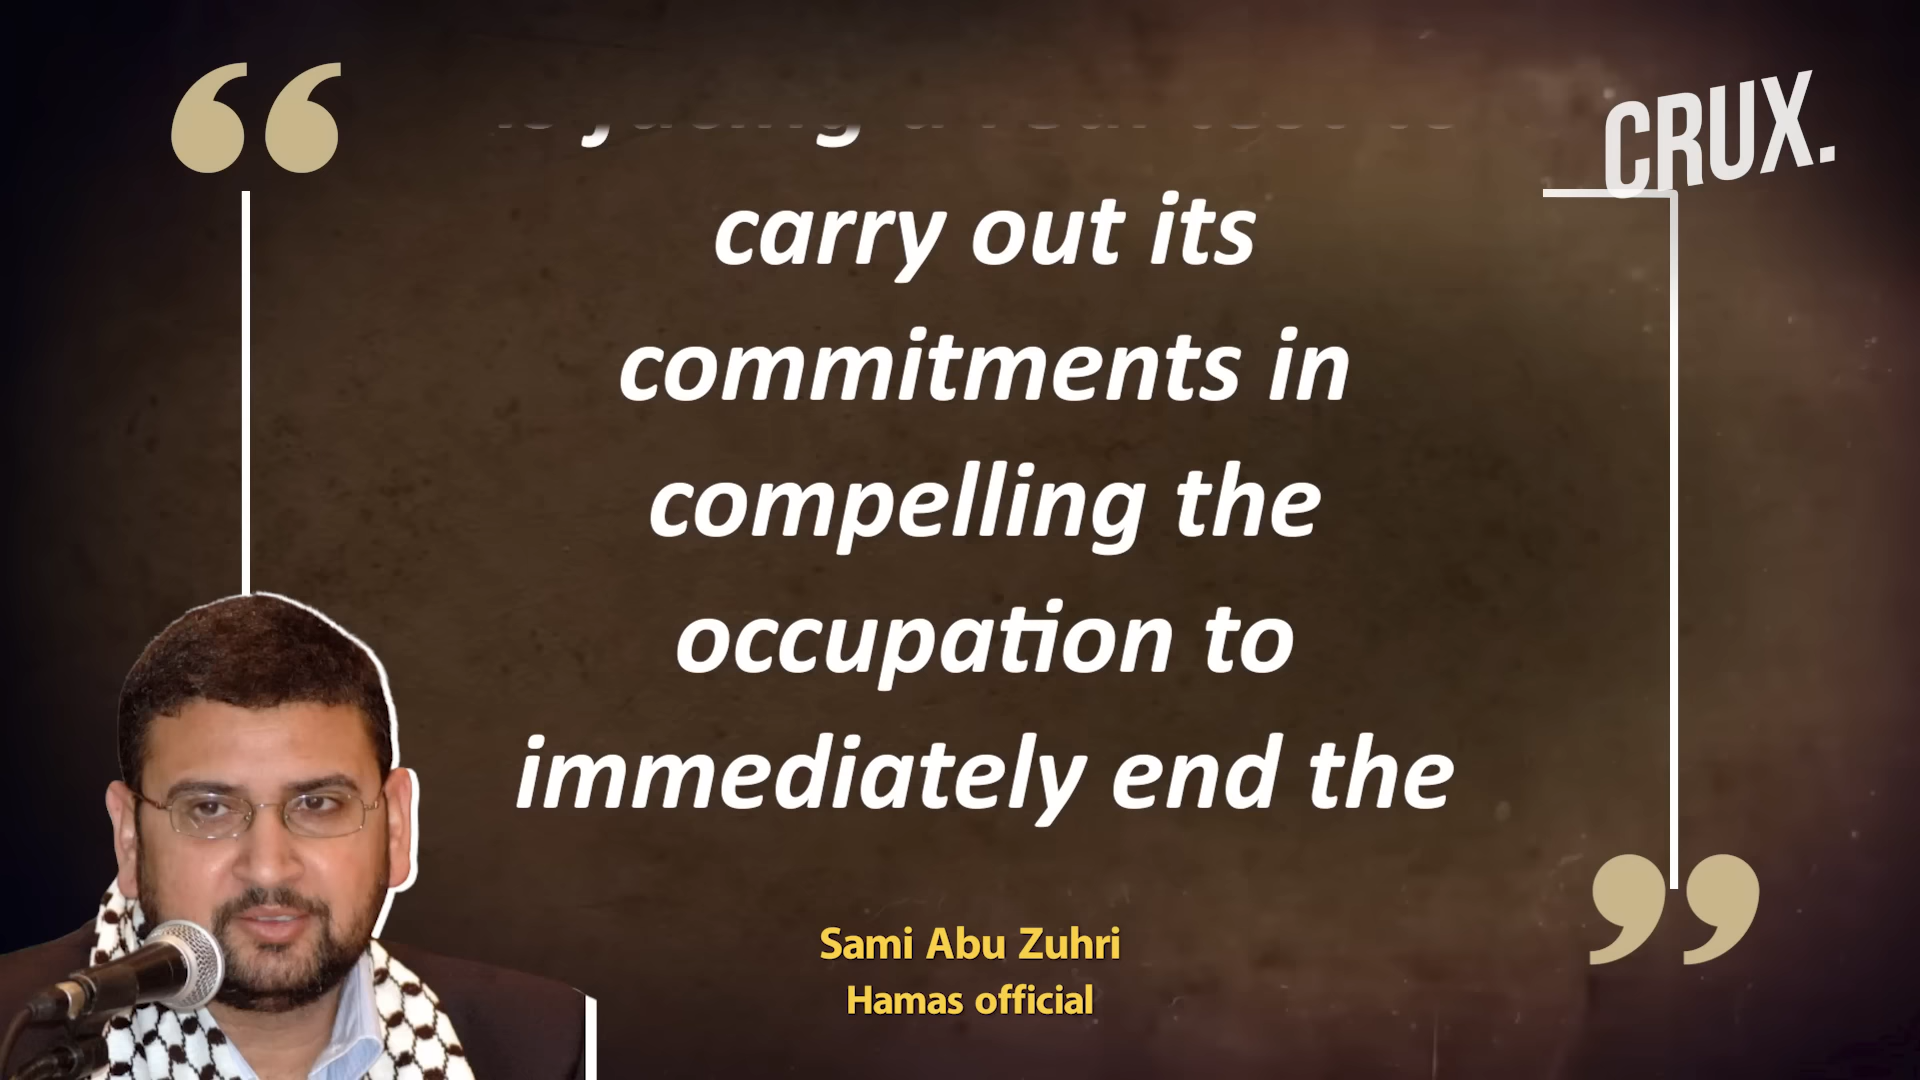 CRUX.
carry out its
commitments in
compelling the
occupation to
immediately end the
Sami Abu Zuhri
Hamas official